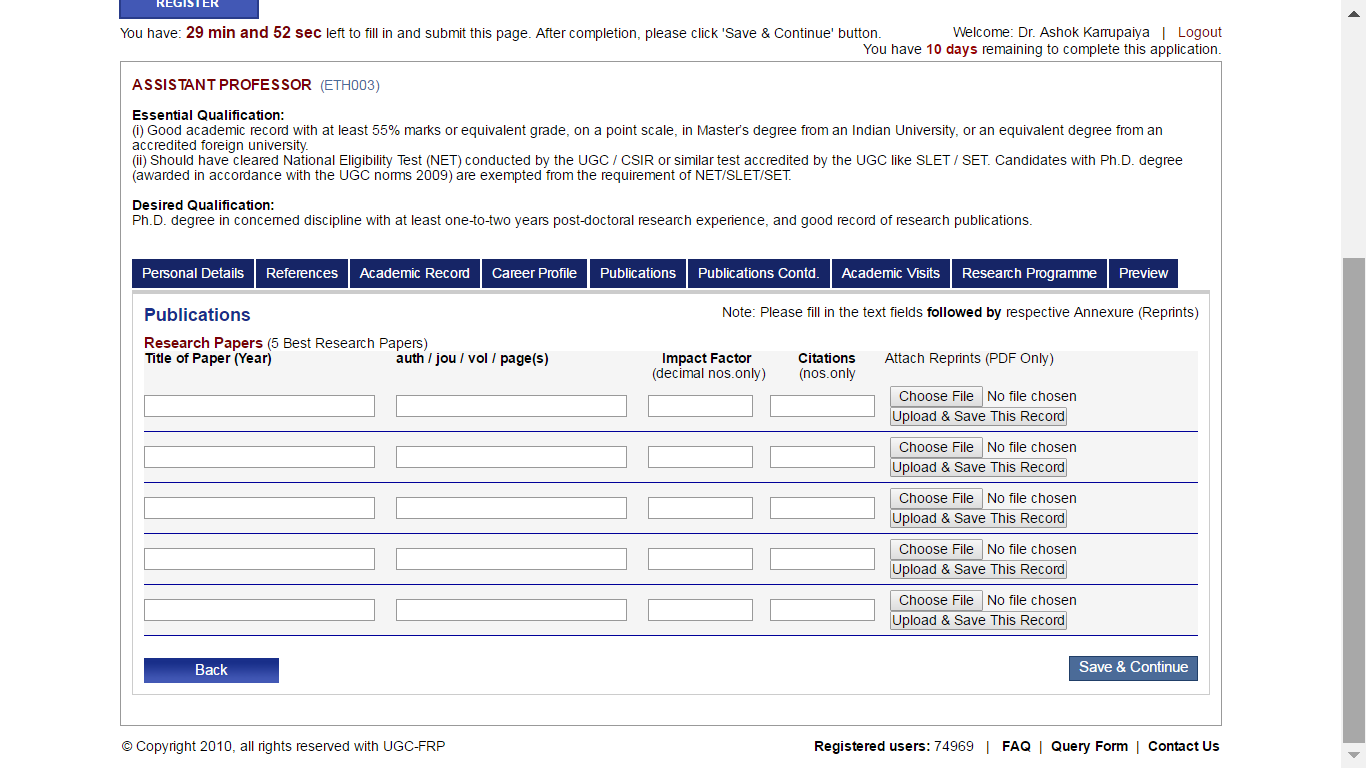 REGISTER
You have: 29 min and 52 sec left to fill in and submit this page. After completion, please click 'Save & Continue' button.
Welcome: Dr. Ashok Karrupaiya | Logout
You have 10 days remaining to complete this application.
ASSISTANT PROFESSOR (ETH003)
Essential Qualification:
(i) Good academic record with at least 55% marks or equivalent grade, on a point scale, in Master's degree from an Indian University, or an equivalent degree from an
accredited foreign university.
(ii) Should have cleared National Eligibility Test (NET) conducted by the UGC / CSIR or similar test accredited by the UGC like SLET / SET. Candidates with Ph.D. degree
(awarded in accordance with the UGC norms 2009) are exempted from the requirement of NET/SLET/SET.
Desired Qualification:
Ph.D. degree in concerned discipline with at least one-to-two years post-doctoral research experience, and good record of research publications.
Personal Details References Academic Record Career Profile Publications Publications Contd. Academic Visits Research Programme Preview
Publications
Note: Please fill in the text fields followed by respective Annexure (Reprints)
Research Papers (5 Best Research Papers)
Title of Paper (Year) auth / jou / vol / page(s) Impact Factor Citations Attach Reprints (PDF Only)
(decimal nos.only) (nos.only
Choose File No file chosen
Upload & Save This Record
Choose File No file chosen
Upload & Save This Record
Choose File No file chosen
Upload & Save This Record
Choose File No file chosen
Upload & Save This Record
Choose File No file chosen
Upload & Save This Record
Back Save & Continue
© Copyright 2010, all rights reserved with UGC-FRP
Registered users: 74969 | FAQ | Query Form | Contact Us